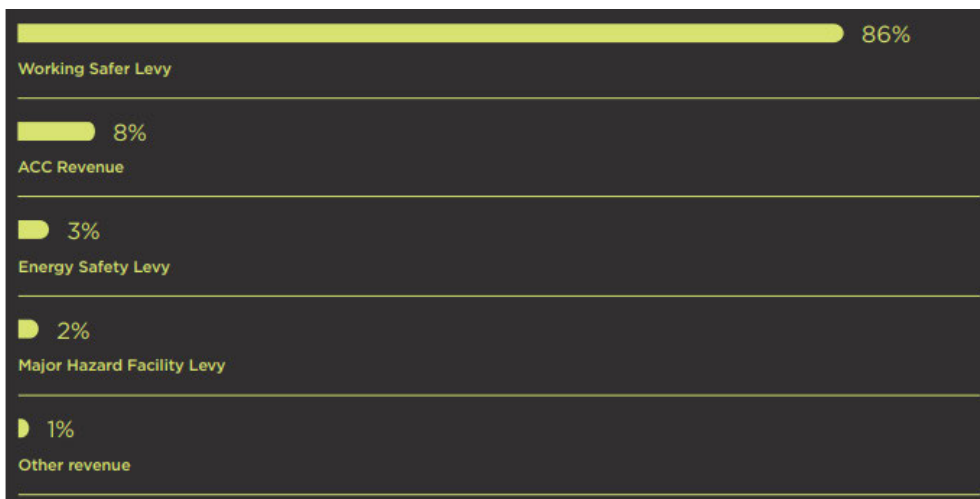 86%
Working Safer Levy
8%
ACC Revenue
3%
Energy Safety Levy
2%
Major Hazard Facility Levy
1%
Other revenue